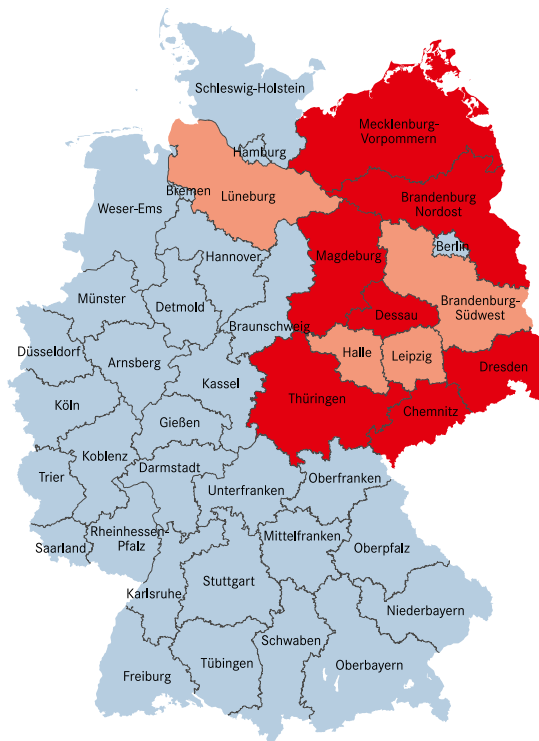 Schleswig-Holstein
Mecklenburg-
Vorpommern
Hamburg
Bremen
Lüneburg
Brandenburg
Nordost
Weser-Ems
Berlin
Hannover
Magdeburg
Münster
Detmold
Brandenburg-
Südwest
Dessau
Braunschweig
Düsseldorf
Arnsberg
Halle
Leipzig
Dresden
Kassel
Thüringen
Köln
Chemnitz
Gießen
Koblenz
Darmstadt
Trier
Oberfranken
Unterfranken
Rheinhessen-
Pfalz
Mittelfranken
Saarland
Oberpfalz
Stuttgart
Karlsruhe
Niederbayern
Schwaben
Tübingen
Oberbayern
Freiburg